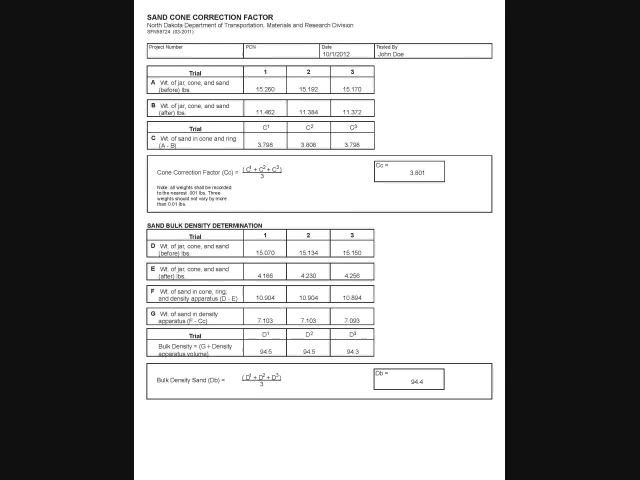 SAND CONE CORRECTION FACTOR
North Dakota Department of Transportation, Materials and Research Division
SFN59724 (03-2011)
Project Number PCN Date Tested By
10/1/2012 John Doe
Trial 1 2 3
A Wt. of jar, cone, and sand
(before) lbs. 15.260 15.192 15.170
B Wt. of jar, cone, and sand
(after) lbs. 11.462 11.384 11.372
Trial C1 C2 C3
C Wt. of sand in cone and ring
(A - B) 3.798 3.808 3.798
Cc =
Cone Correction Factor (Cc) = (C1 + C2 + C3) 3.801
3
Note: all weights shall be recorded
to the nearest .001 lbs. Three
weights should not vary by more
than 0.01 lbs.
SAND BULK DENSITY DETERMINATION
Trial 1 2 3
D Wt. of jar, cone, and sand
(before) lbs. 15.070 15.134 15.150
E Wt. of jar, cone, and sand
(after) lbs. 4.166 4.230 4.256
F Wt. of sand in cone, ring,
and density apparatus (D - E) 10.904 10.904 10.894
G Wt. of sand in density
apparatus (F - Cc) 7.103 7.103 7.093
Trial D1 D2 D3
Bulk Density = (G ÷ Density
apparatus volume) 94.5 94.5 94.3
Db =
Bulk Density Sand (Db) = (D1 + D2 + D3) 94.4
3